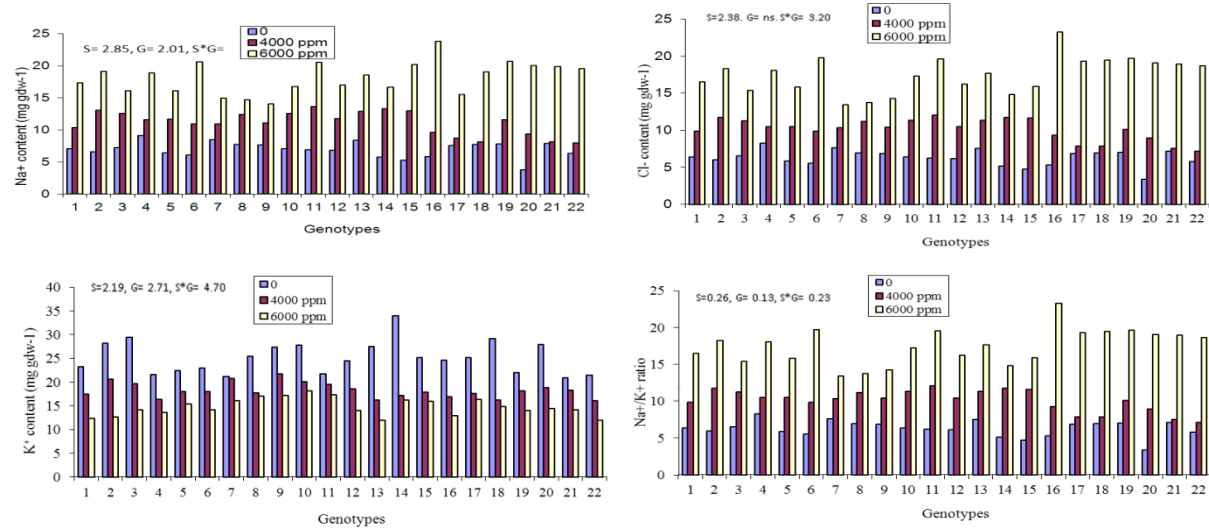 S= 2.85, G= 2.01, S*G=
0
4000 ppm
6000 ppm
Na+ content (mg gdw-1)
25
20
15
10
5
0
1 2 3 4 5 6 7 8 9 10 11 12 13 14 15 16 17 18 19 20 21 22
Genotypes
S=2.38. G= ns. S*G= 3.20
0
4000 ppm
6000 ppm
Cl- content (mg gdw-1)
25
20
15
10
5
0
1 2 3 4 5 6 7 8 9 10 11 12 13 14 15 16 17 18 19 20 21 22
Genotypes
S=2.19, G= 2.71, S*G= 4.70
0
4000 ppm
6000 ppm
K+ content (mg gdw-1)
40
35
30
25
20
15
10
5
0
1 2 3 4 5 6 7 8 9 10 11 12 13 14 15 16 17 18 19 20 21 22
Genotypes
S=0.26, G= 0.13, S*G= 0.23
0
4000 ppm
6000 ppm
Na+/K+ ratio
25
20
15
10
5
0
1 2 3 4 5 6 7 8 9 10 11 12 13 14 15 16 17 18 19 20 21 22
Genotypes